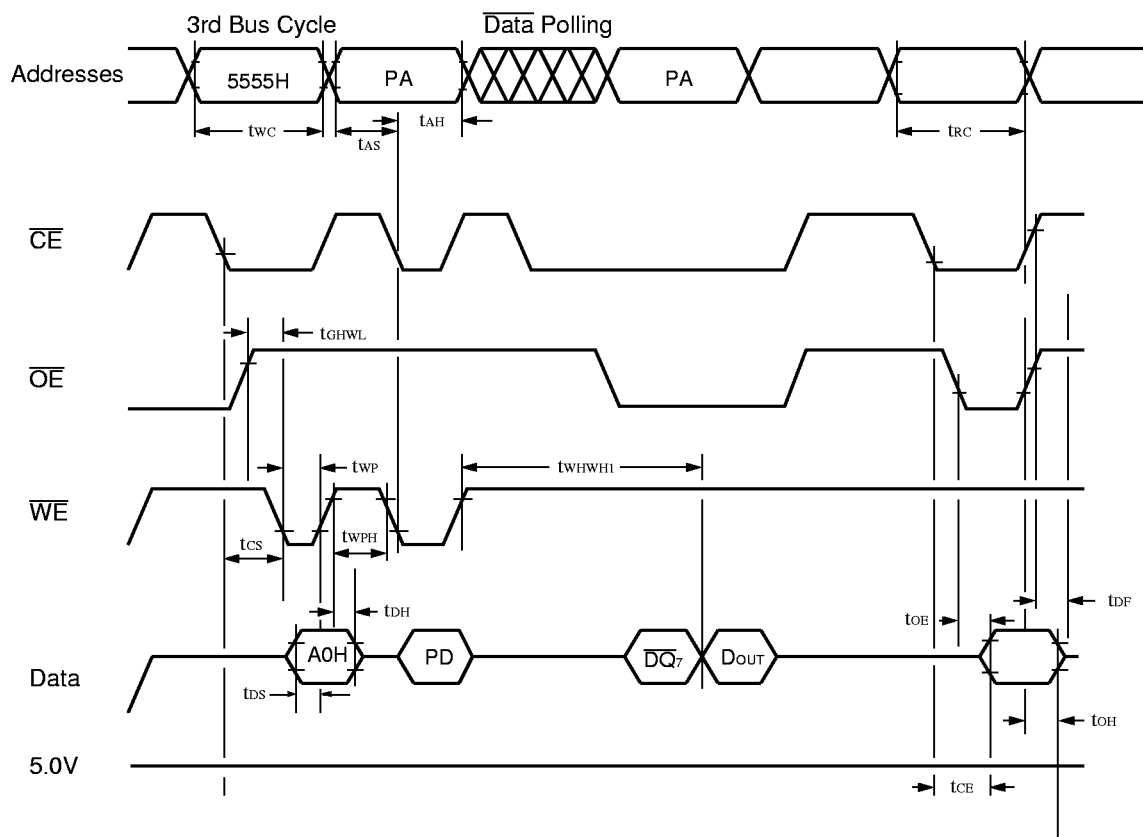 3rd Bus Cycle
Data Polling
Addresses
5555H
PA
PA
tWC
tAS
tAH
tRC
CE
tGHWL
OE
tWP
tWHWH1
WE
tCS
tWPH
tDH
tOE
tDF
Data
A0H
PD
DQ7
DOUT
tDS
tOH
5.0V
tCE